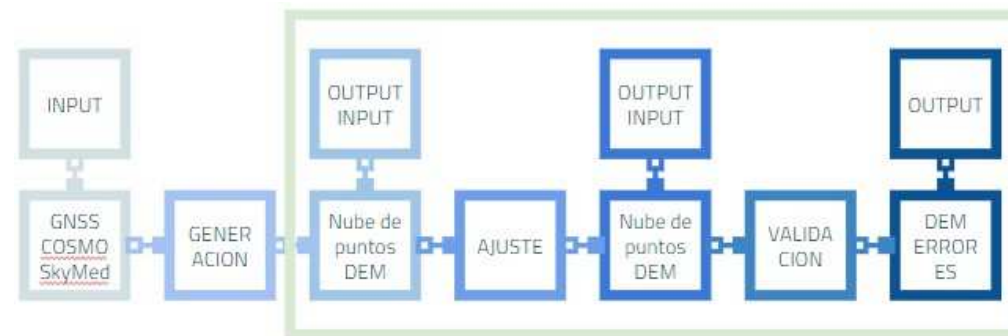 INPUT
OUTPUT
INPUT
OUTPUT
INPUT
OUTPUT
GNSS
COSMO
SkyMed
GENER
ACION
Nube de
puntos
DEM
AJUSTE
Nube de
puntos
DEM
VALIDA
CION
DEM
ERROR
ES